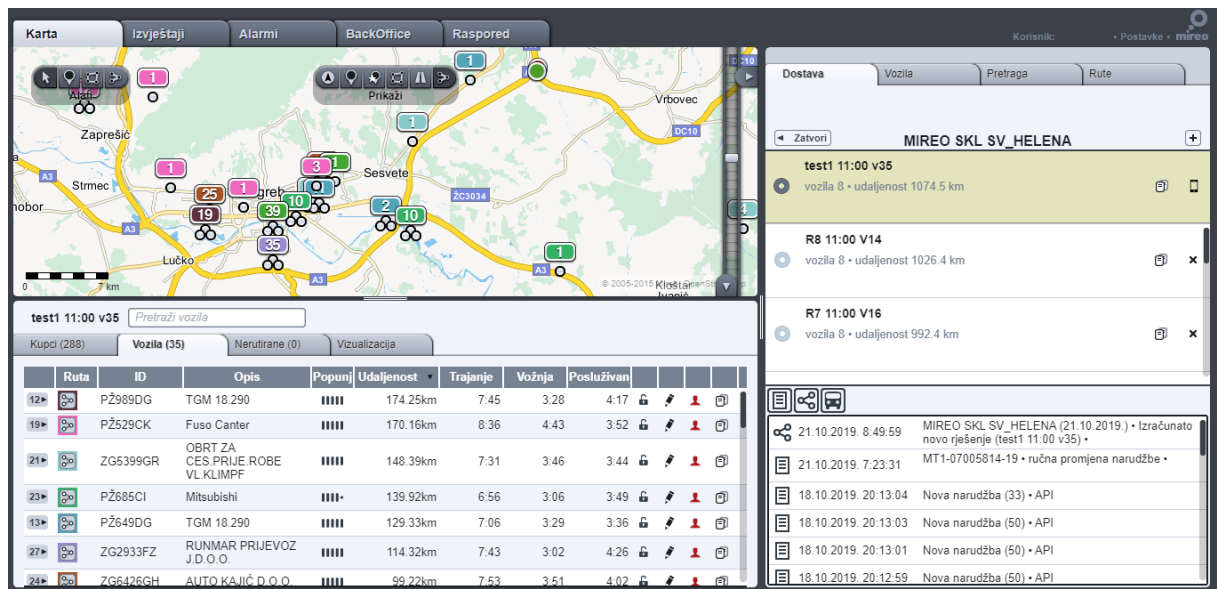 Karta Izvještaji Alarmi BackOffice Raspored
Korisnik: • Postavke • mireo
Alati
Prikaži
1
1
DC10
Vrbovec
1
DC10
Zaprešić
Sesvete
3
1
A3
Strmec
1
1
25
19
39
10
2
10
ŽC3034
4
A3
35
Lučko
1
A3
A3
0 7 km
© 2005-2015
Kloštar
Ivanić
test1 11:00 v35 Pretraži vozila
Kupci (288) Vozila (35) Nerutirane (0) Vizualizacija
Ruta ID Opis Popunj Udaljenost Trajanje Vožnja Posluživan
12 PŽ989DG TGM 18.290 174.25km 7:45 3:28 4:17
19 PŽ529CK Fuso Canter 170.16km 8:36 4:43 3:52
21 ZG5399GR OBRT ZA
CES.PRIJE.ROBE
VL.KLIMPF 148.39km 7:31 3:46 3:44
23 PŽ685CI Mitsubishi 139.92km 6:56 3:06 3:49
13 PŽ649DG TGM 18.290 129.33km 7:06 3:29 3:36
27 ZG2933FZ RUNMAR PRIJEVOZ
J.D.O.O. 114.32km 7:43 3:02 4:26
24 ZG6426GH AUTO KAJIĆ D.O.O. 99.22km 7:53 3:51 4:02
Dostava Vozila Pretraga Rute
Zatvori MIREO SKL SV_HELENA +
test1 11:00 v35
vozila 8 • udaljenost 1074.5 km
R8 11:00 V14
vozila 8 • udaljenost 1026.4 km
R7 11:00 V16
vozila 8 • udaljenost 992.4 km
21.10.2019. 8:49:59 MIREO SKL SV_HELENA (21.10.2019.) • Izračunato
novo rješenje (test1 11:00 v35) •
21.10.2019. 7:23:31 MT1-07005814-19 • ručna promjena narudžbe •
18.10.2019. 20:13:04 Nova narudžba (33) • API
18.10.2019. 20:13:03 Nova narudžba (50) • API
18.10.2019. 20:13:01 Nova narudžba (50) • API
18.10.2019. 20:12:59 Nova narudžba (50) • API